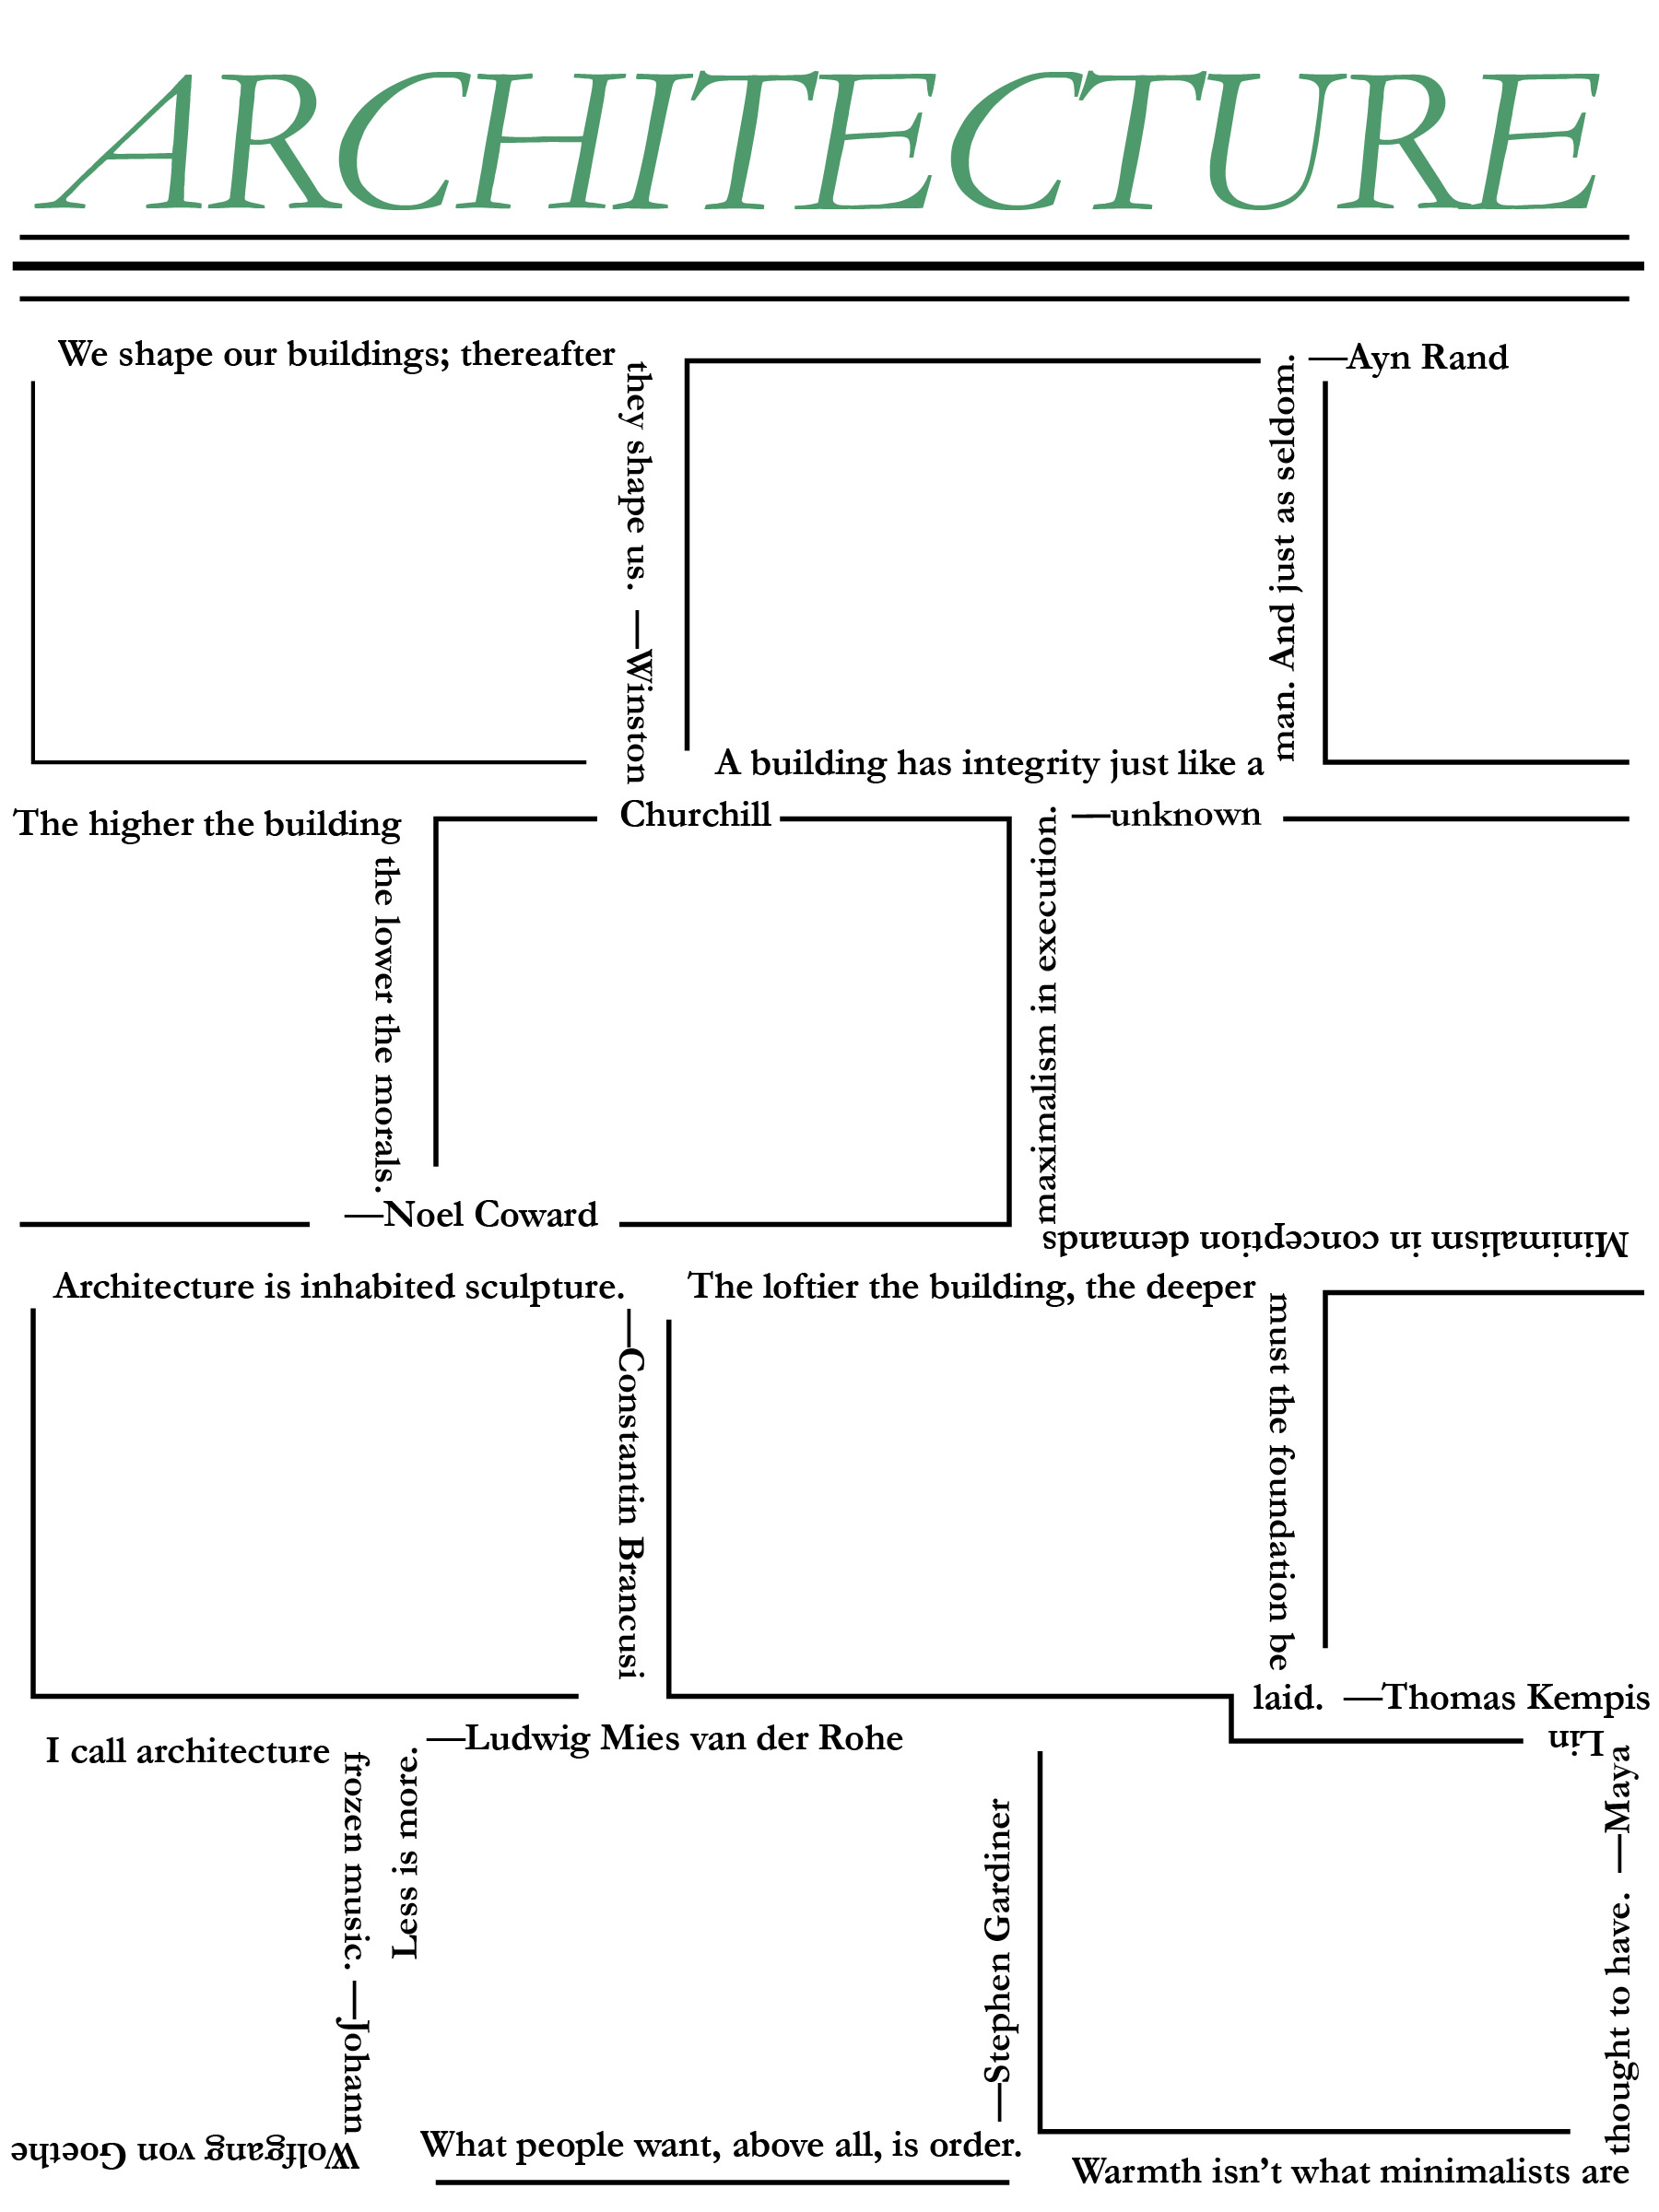 ARCHITECTURE
We shape our buildings; thereafter
they shape us. —Winston
Churchill
A building has integrity just like a
man. And just as seldom.
—Ayn Rand
The higher the building
the lower the morals.
—Noel Coward
Minimalism in conception demands
maximalism in execution.
—unknown
Architecture is inhabited sculpture.
—Constantin Brancusi
The loftier the building, the deeper
must the foundation be
laid. —Thomas Kempis
I call architecture
frozen music. —Johann
Wolfgang von Goethe
Less is more.
—Ludwig Mies van der Rohe
What people want, above all, is order.
—Stephen Gardiner
Warmth isn’t what minimalists are
thought to have. —Maya
Lin